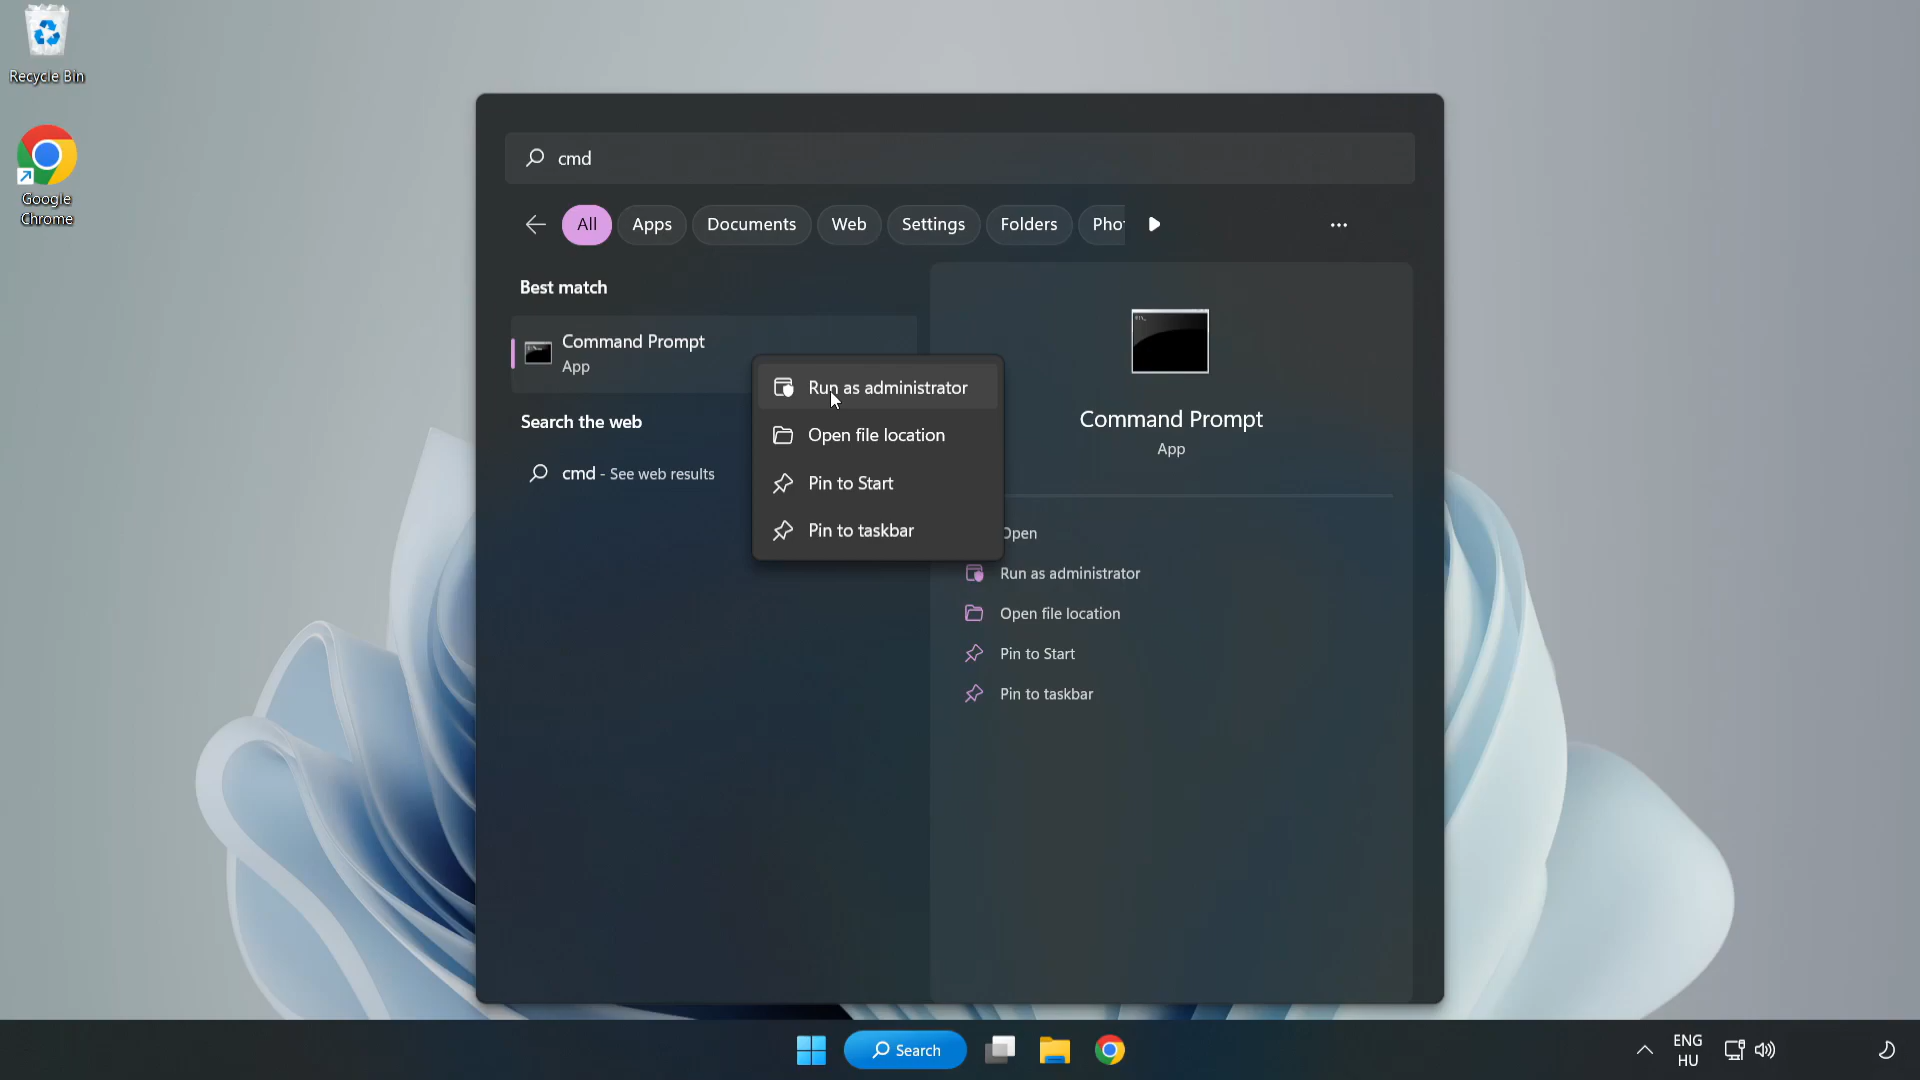 Recycle Bin
Google
Chrome
cmd
All
Apps
Documents
Web
Settings
Folders
Best match
Command Prompt
App
Search the web
cmd - See web results
Run as administrator
Open file location
Pin to Start
Pin to taskbar
Command Prompt
App
Open
Run as administrator
Open file location
Pin to Start
Pin to taskbar
Search
ENG
HU